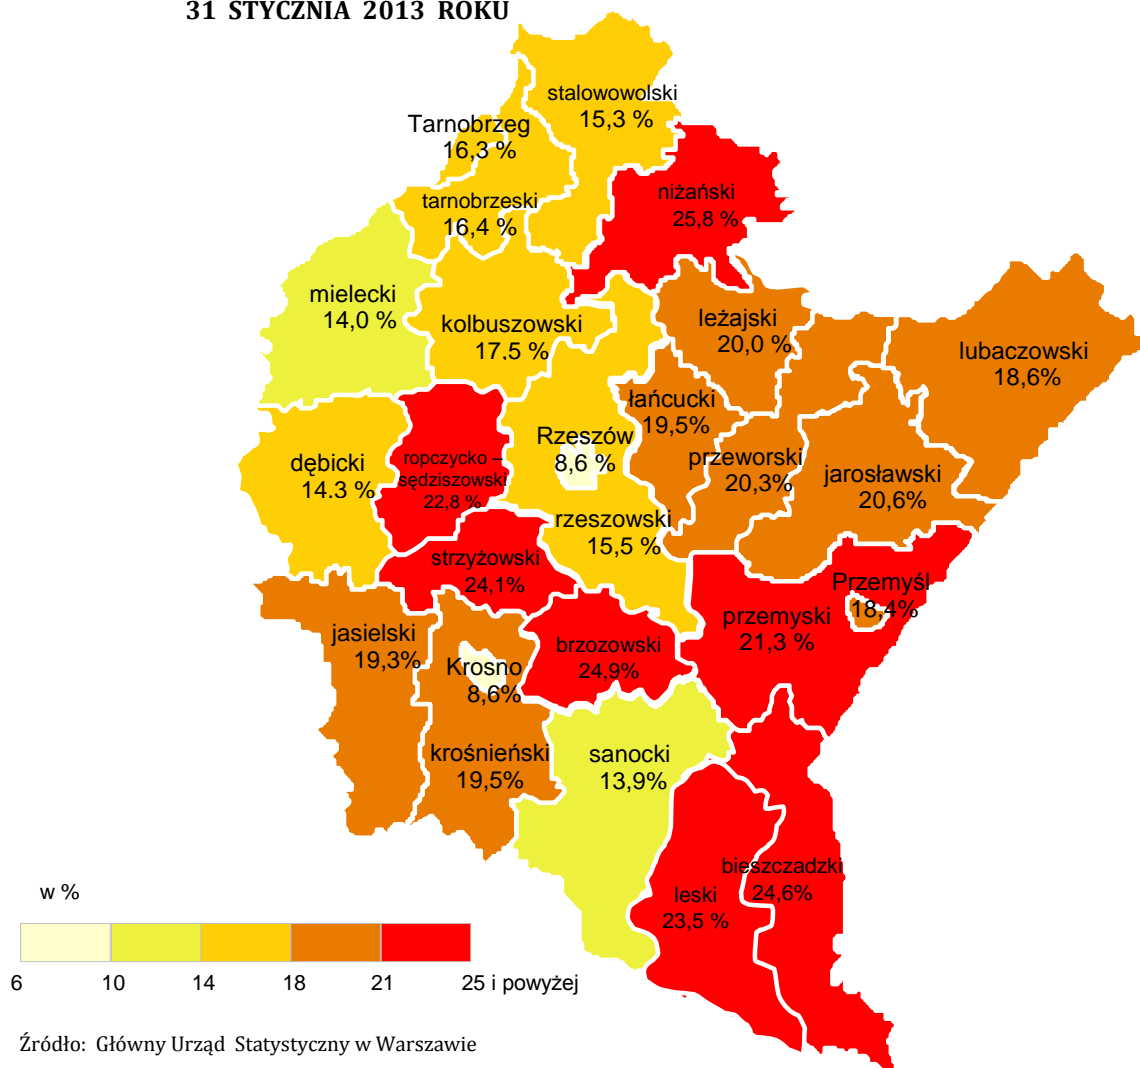 31 STYCZNIA 2013 ROKU
stalowowolski
15,3 %
Tarnobrzeg
16,3 %
niżański
25,8 %
tarnobrzeski
16,4 %
mielecki
14,0 %
kolbuszowski
17.5 %
leżajski
20,0 %
lubaczowski
18,6%
łańcucki
19,5%
Rzeszów
8,6 %
dębicki
14.3 %
ropczycko –
sędziszowski
22,8 %
przeworski
20,3%
jarosławski
20,6%
rzeszowski
15,5 %
strzyżowski
24,1%
Przemyśl
18,4%
przemyski
21,3 %
jasielski
19,3%
brzozowski
24,9%
Krosno
8,6%
krośnieński
19,5%
sanocki
13,9%
bieszczadzki
24,6%
leski
23,5 %
w %
6 10 14 18 21 25 i powyżej
Źródło: Główny Urząd Statystyczny w Warszawie